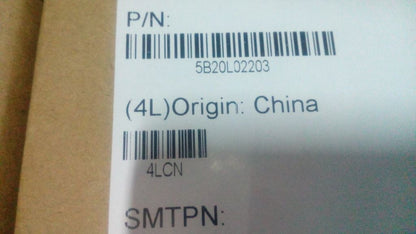 P/N:
5B20L02203
(4L)Origin: China
4LCN
SMTPN: